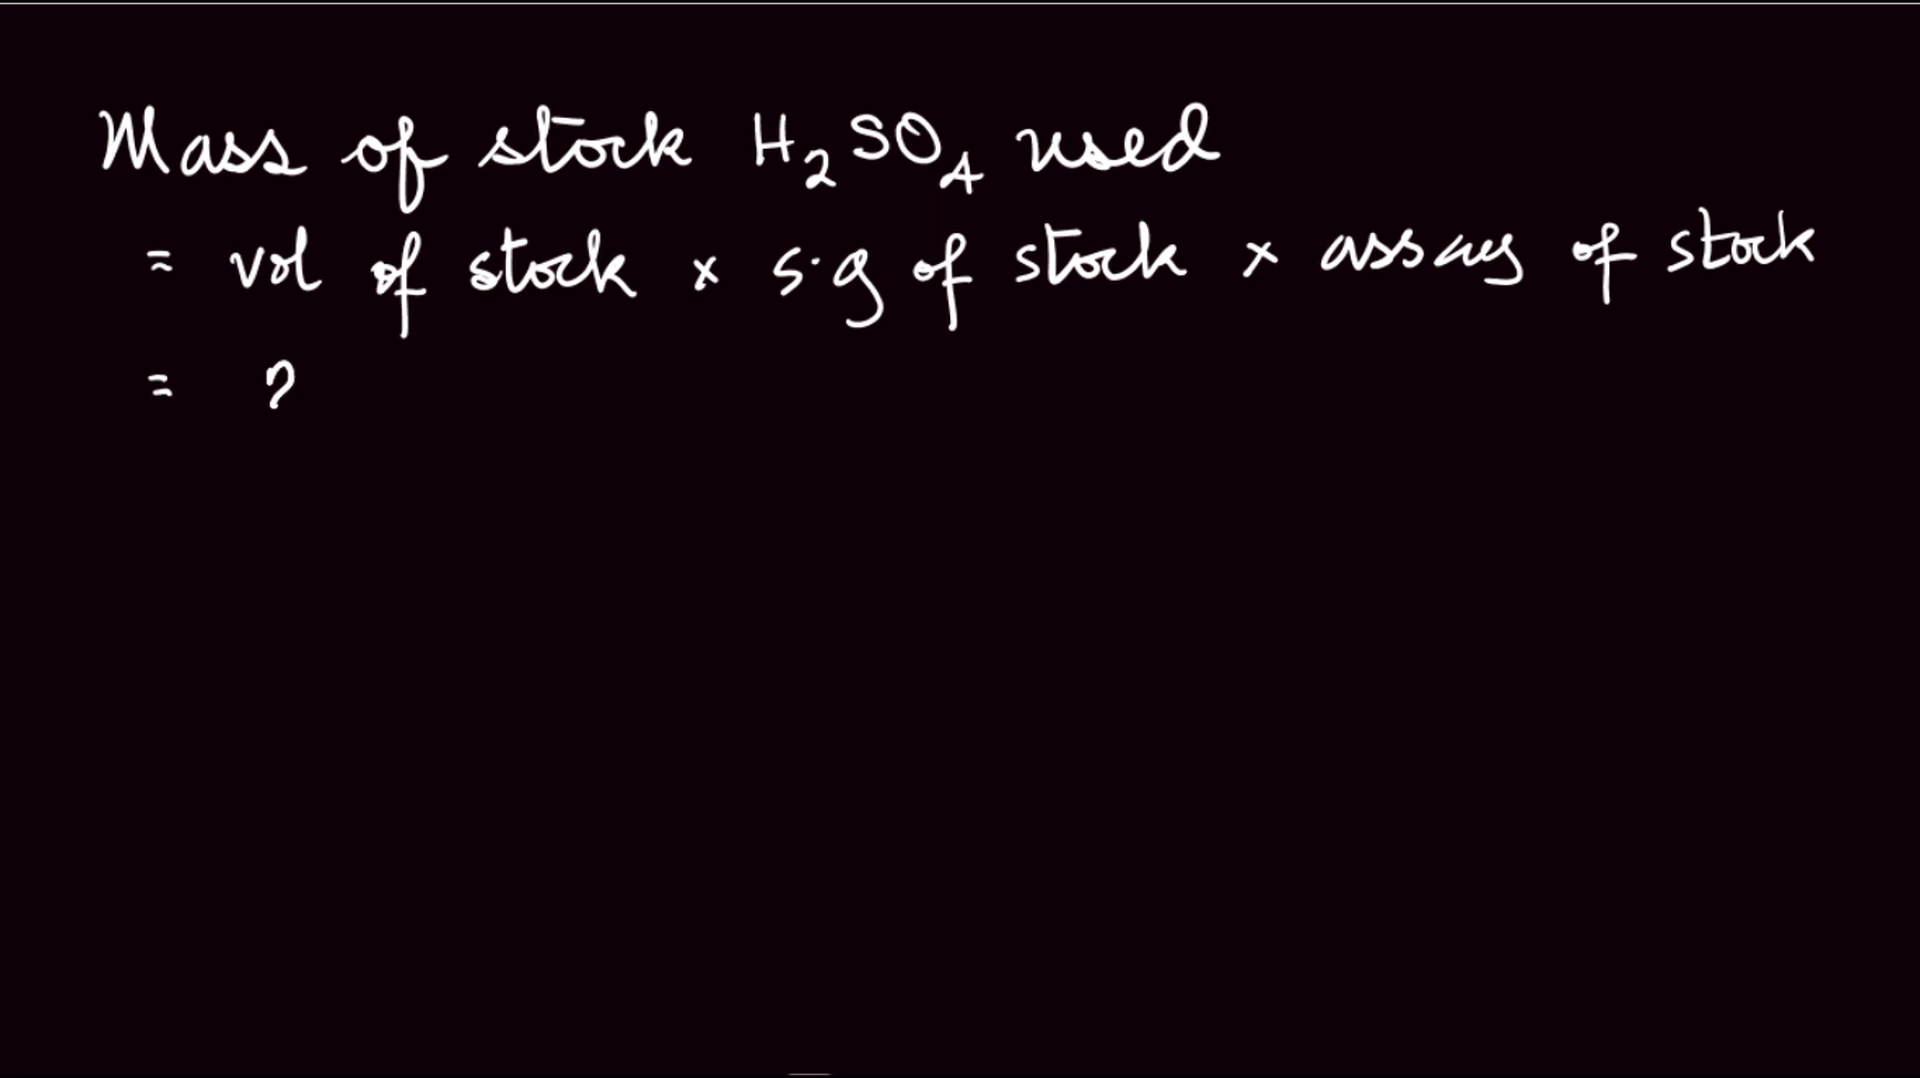 Mass of stock H₂SO₄ used
= vol of stock x s.g of stock x assay of stock
= ?